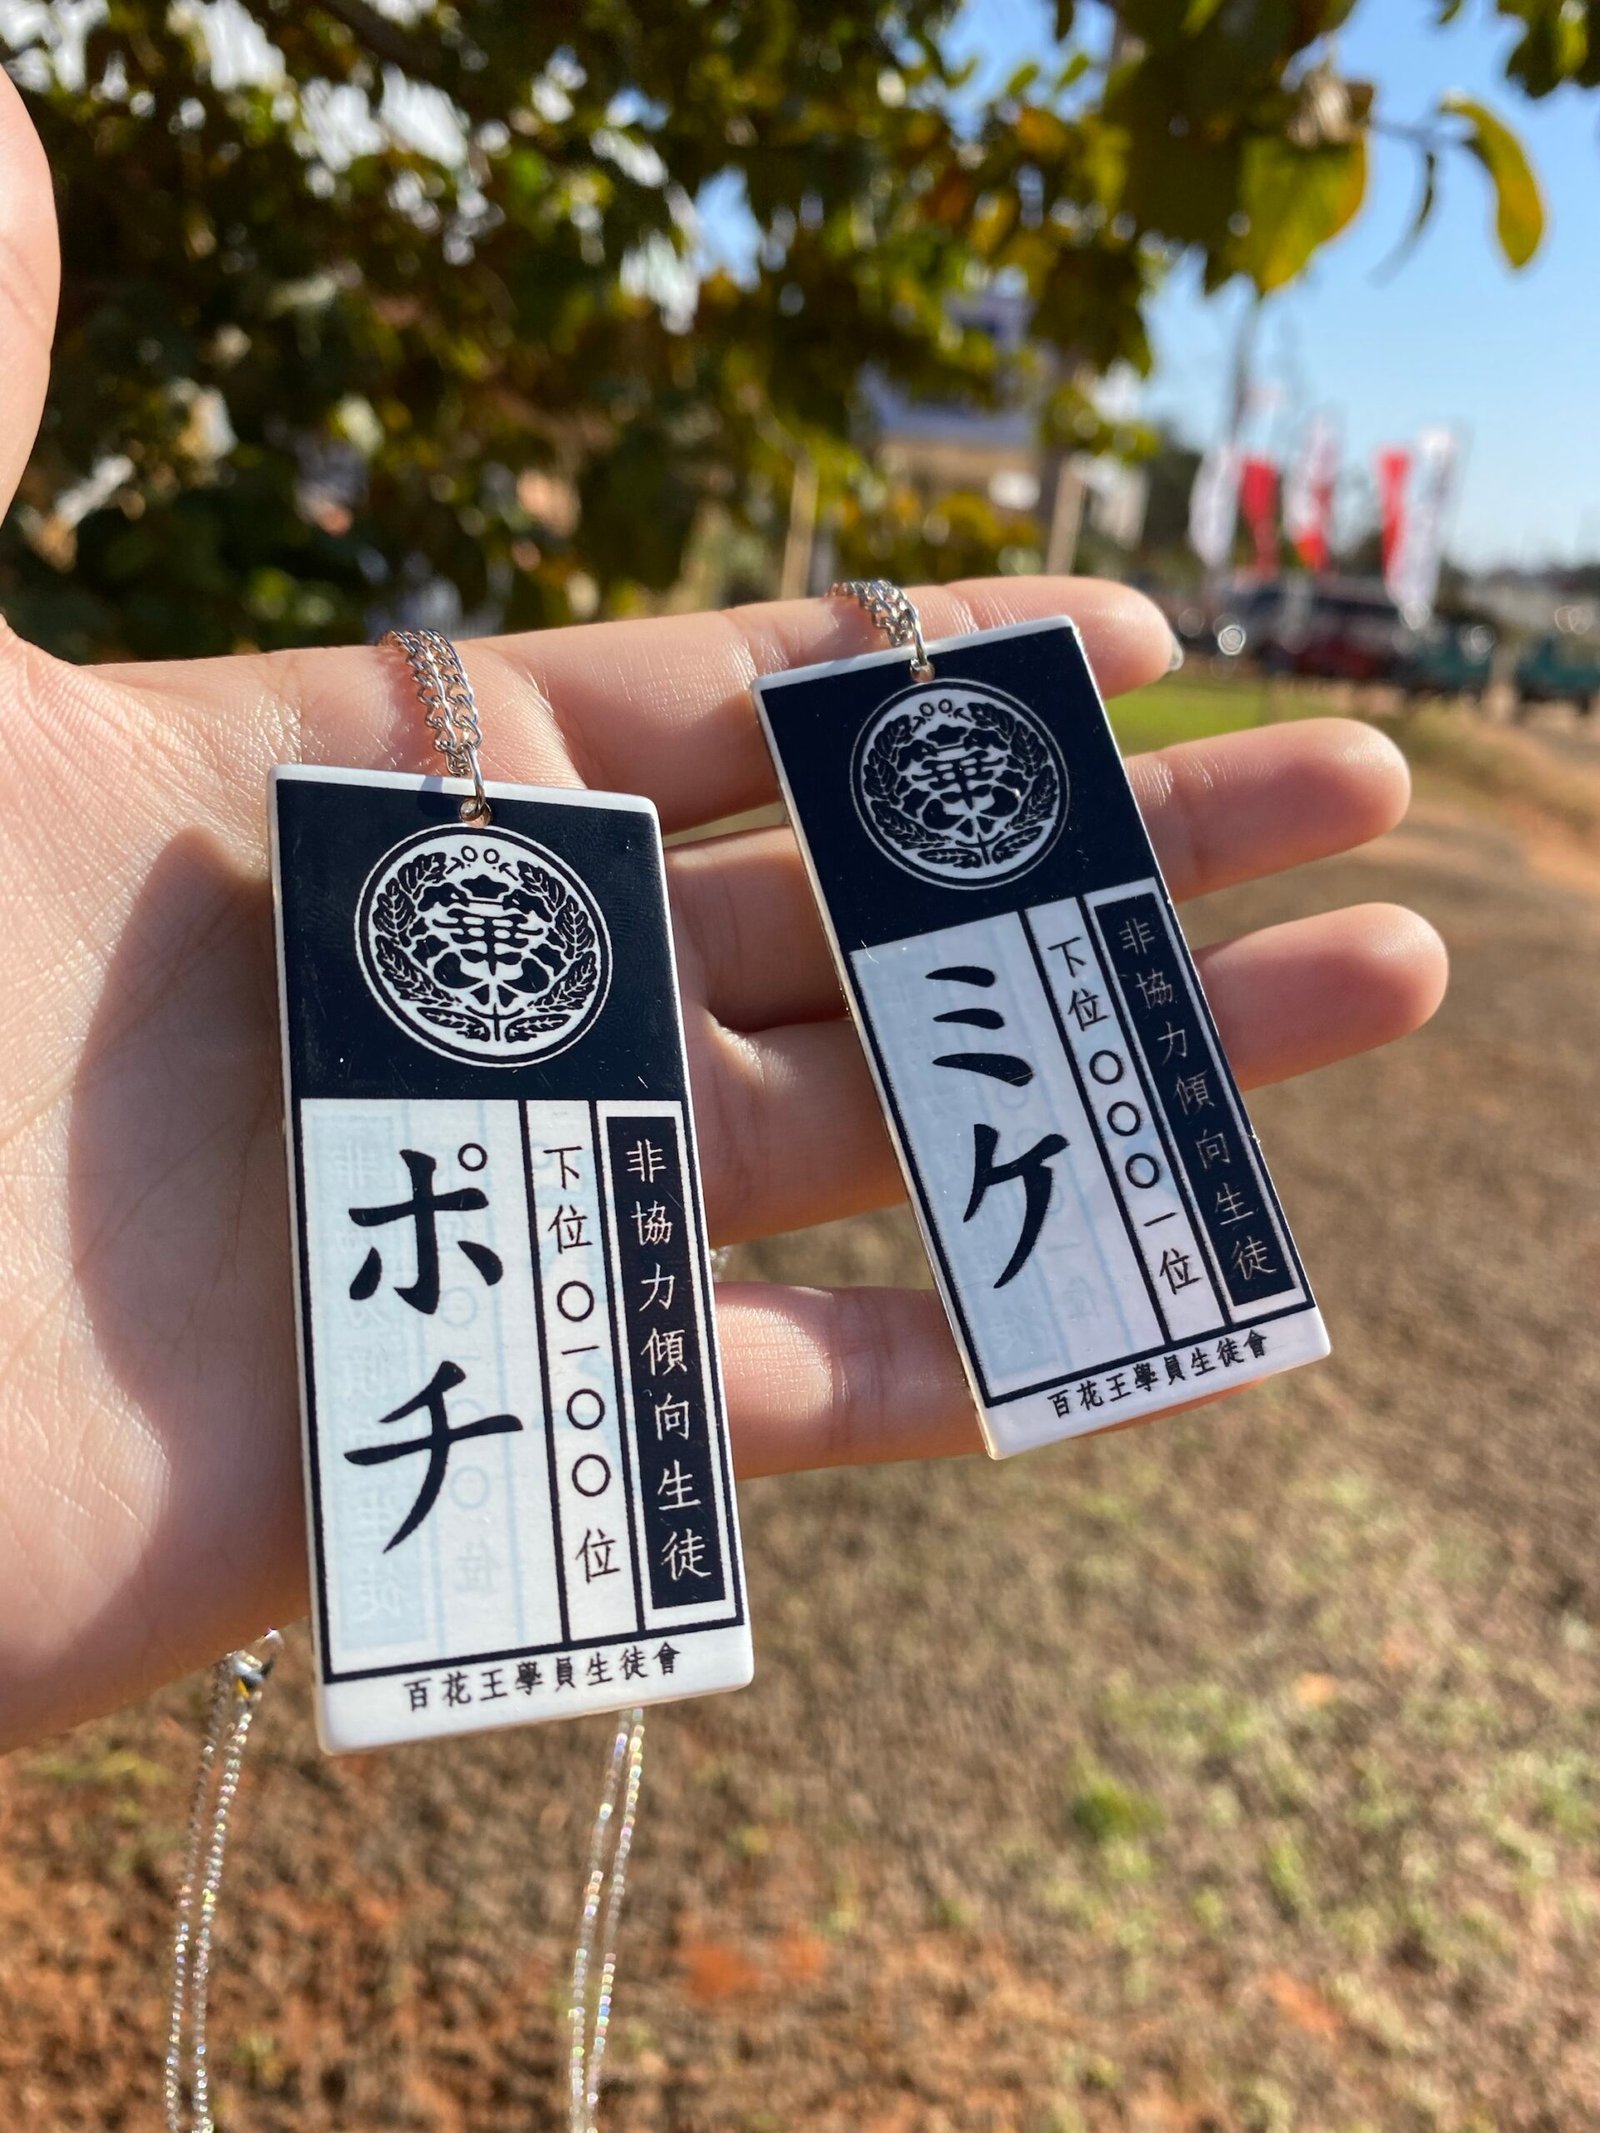 華
ポチ
下位〇一〇〇位
非協力傾向生徒
百花王學員生徒會
華
ミケ
下位〇〇〇一位
非協力傾向生徒
百花王學員生徒會